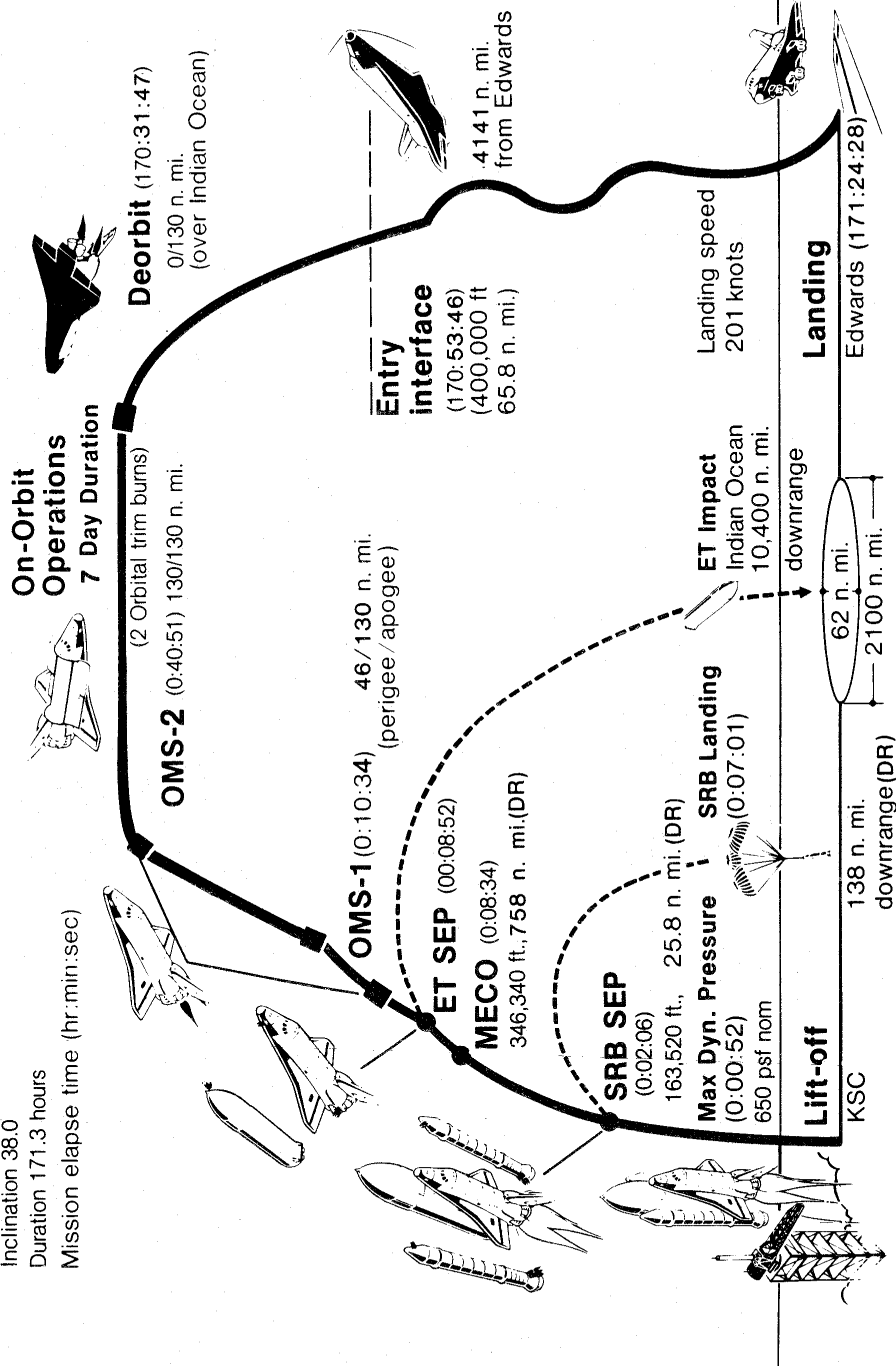 Inclination 38.0
Duration 171.3 hours
Mission elapse time (hr:min:sec)
On-Orbit
Operations
7 Day Duration
(2 Orbital trim burns)
Deorbit (170:31:47)
0/130 n. mi.
(over Indian Ocean)
OMS-2 (0:40:51) 130/130 n. mi.
OMS-1 (0:10:34) 46/130 n. mi.
(perigee/apogee)
Entry
interface
(170:53:46)
(400,000 ft
65.8 n. mi.)
4141 n. mi.
from Edwards
ET SEP (00:08:52)
MECO (0:08:34)
346,340 ft.,758 n. mi.(DR)
SRB SEP
(0:02:06)
163,520 ft., 25.8 n. mi.(DR)
Max Dyn. Pressure
(0:00:52)
650 psf nom
SRB Landing
(0:07:01)
ET Impact
Indian Ocean
10,400 n. mi.
downrange
Landing speed
201 knots
Lift-off
KSC
138 n. mi.
downrange(DR)
62 n. mi.
2100 n. mi.
Landing
Edwards (171:24:28)